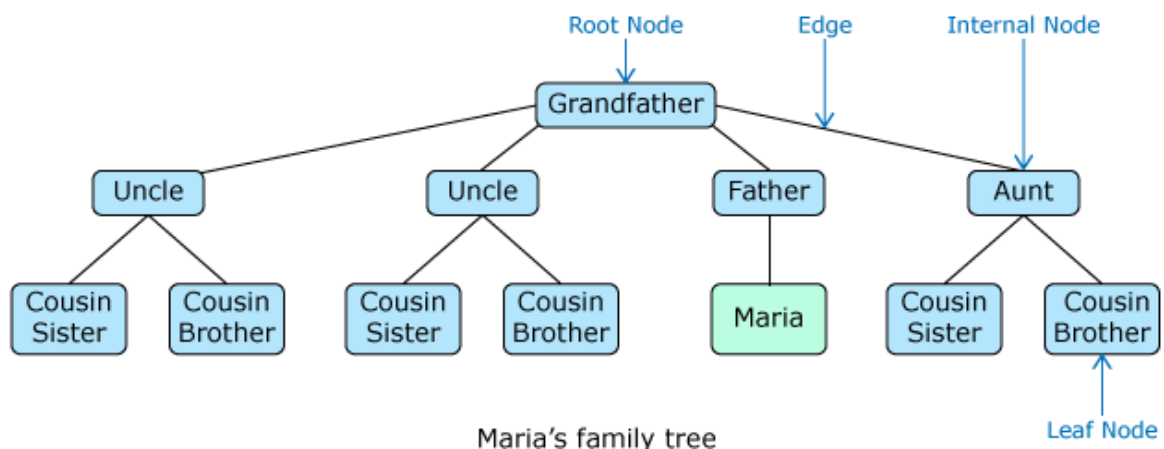 Root Node
Edge
Internal Node
Grandfather
Uncle
Uncle
Father
Aunt
Cousin
Sister
Cousin
Brother
Cousin
Sister
Cousin
Brother
Maria
Cousin
Sister
Cousin
Brother
Leaf Node
Maria's family tree